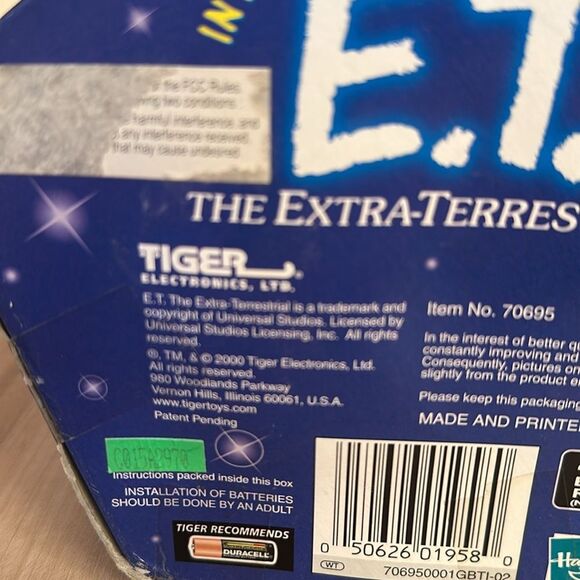 IN
E.T.
THE EXTRA-TERRES
the FCC Rules.
two conditions.
harmful interference, and
any interference received,
that may cause undesired
TIGER
ELECTRONICS, LTD.
E.T. The Extra-Terrestrial is a trademark and
copyright of Universal Studios. Licensed by
Universal Studios Licensing, Inc. All rights
reserved.
®, TM, & © 2000 Tiger Electronics, Ltd.
All rights reserved.
980 Woodlands Parkway
Vernon Hills, Illinois 60061, U.S.A.
www.tigertoys.com
Patent Pending
C015A2970
Instructions packed inside this box
INSTALLATION OF BATTERIES
SHOULD BE DONE BY AN ADULT
TIGER RECOMMENDS
DURACELL
Item No. 70695
In the interest of better qu
constantly improving and
Consequently, pictures on
slightly from the product e
Please keep this packaging
MADE AND PRINTE
0 50626 01958 0
WT
706950001GBTI-02
Ha